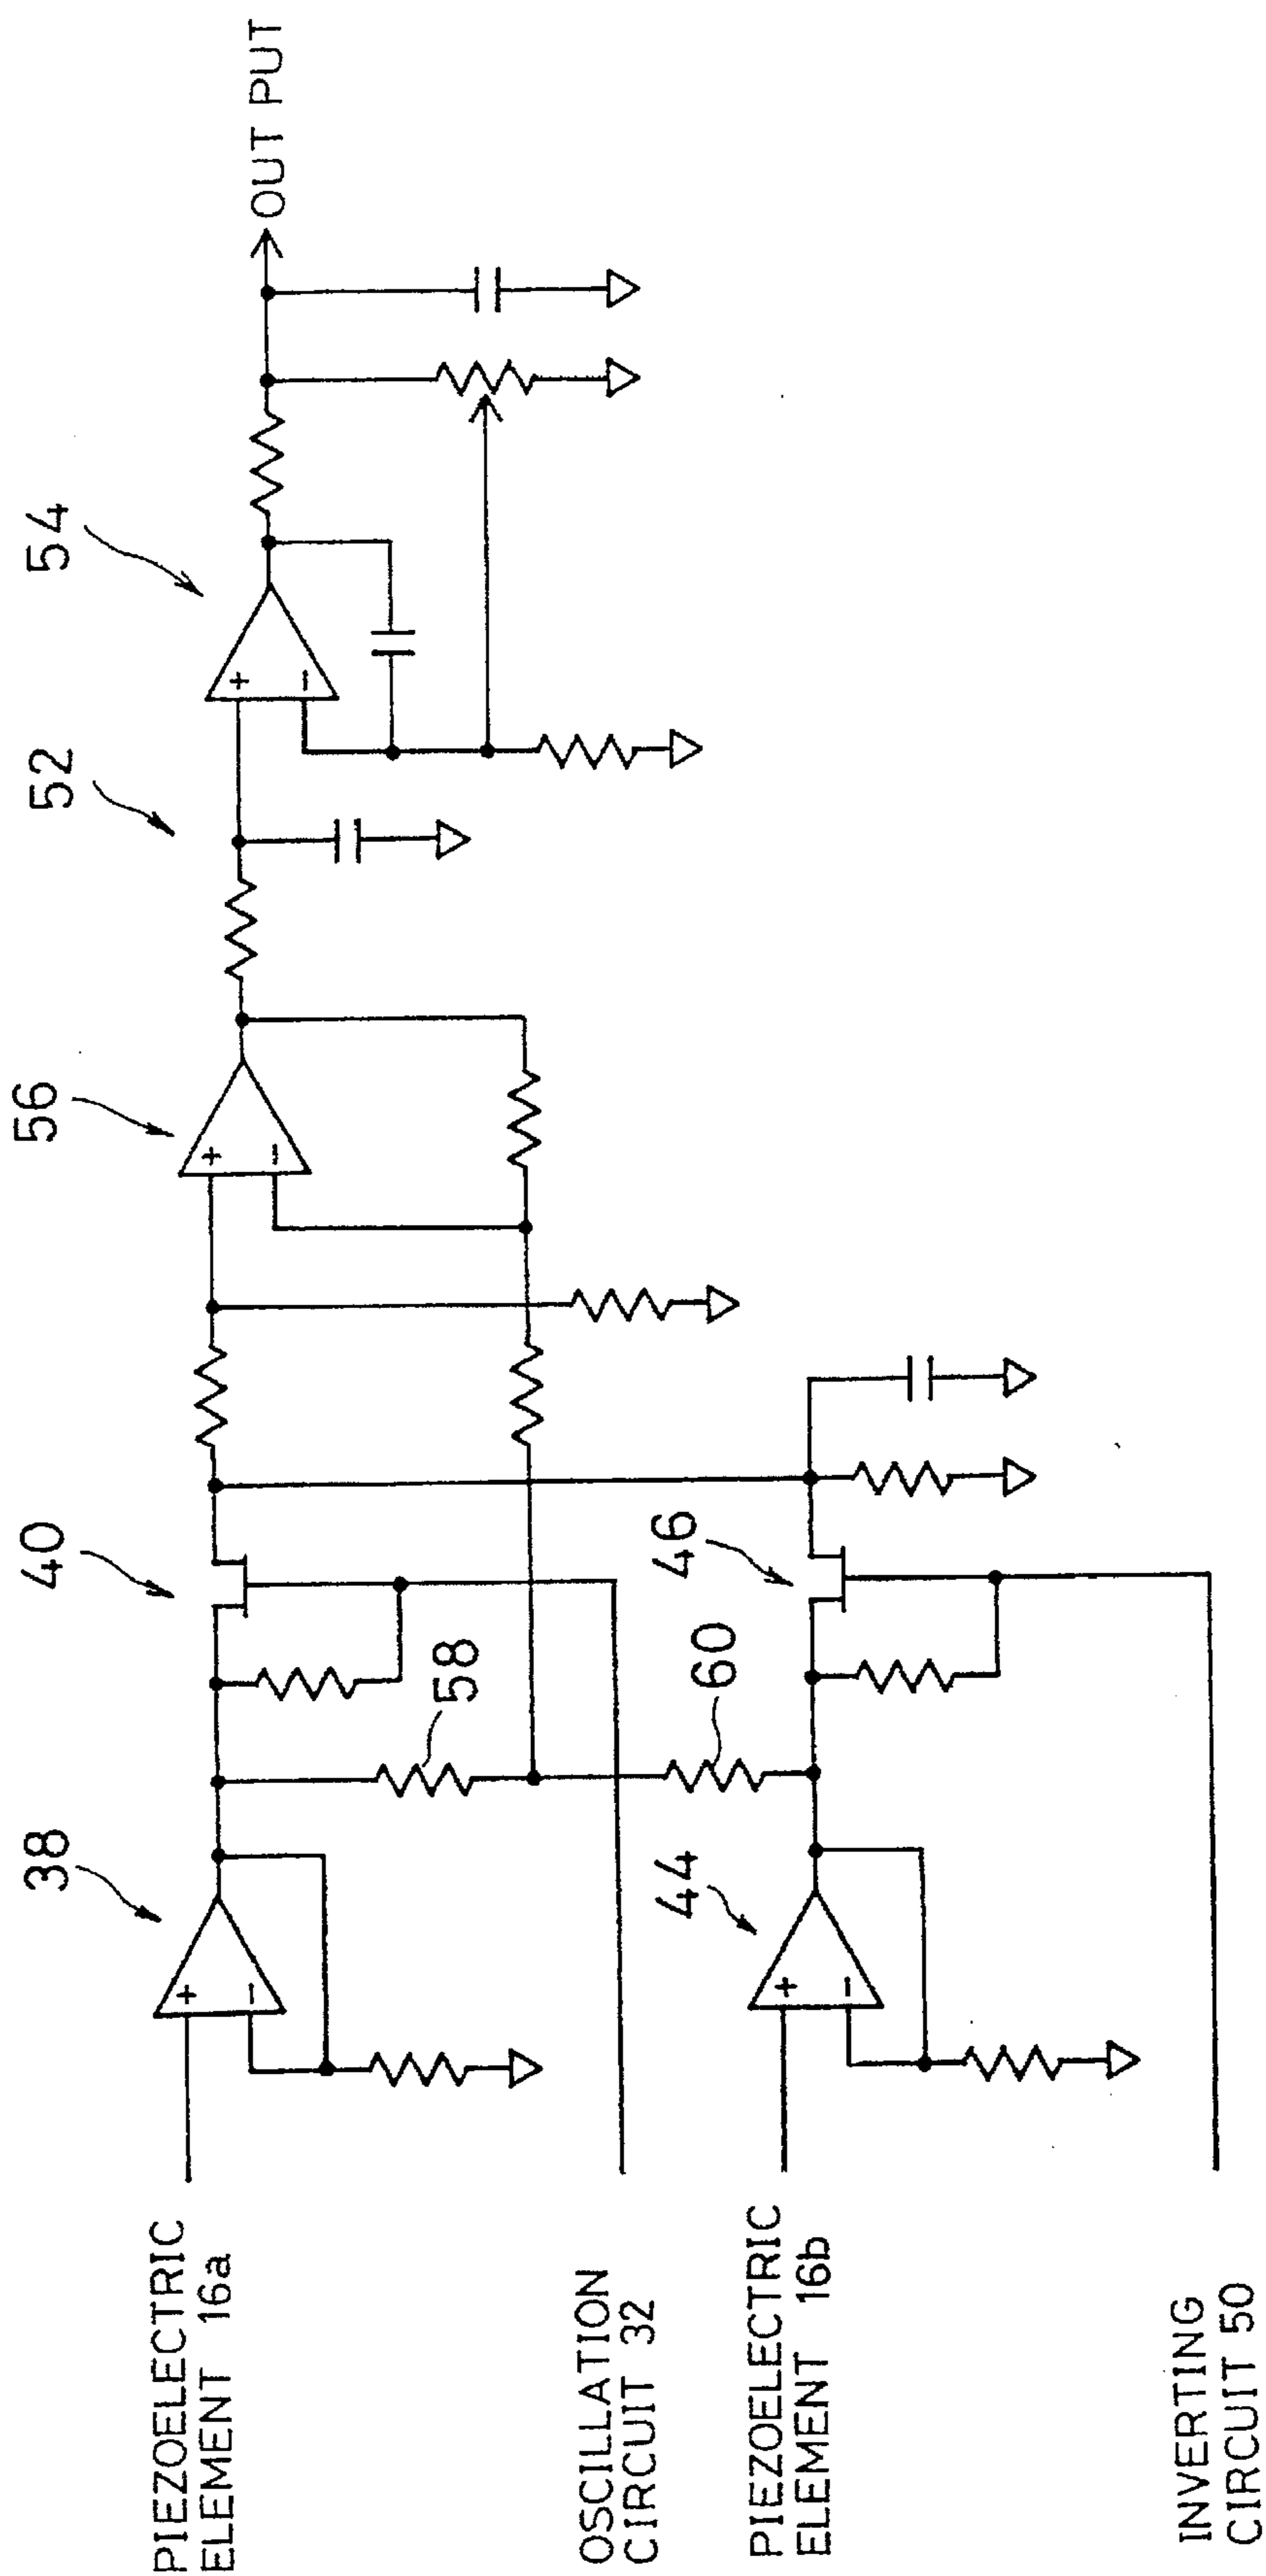 54
OUT PUT
52
56
+
-
+
-
40
46
58
60
38
44
+
-
+
-
PIEZOELECTRIC
ELEMENT 16a
OSCILLATION
CIRCUIT 32
PIEZOELECTRIC
ELEMENT 16b
INVERTING
CIRCUIT 50